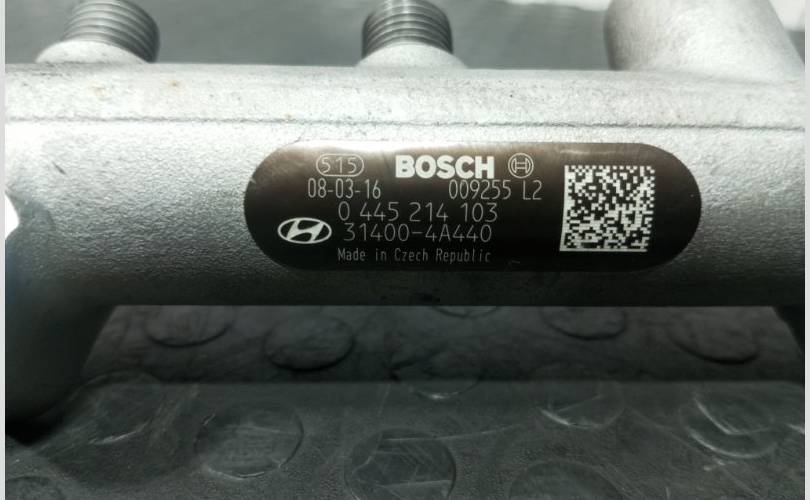 515 BOSCH
08-03-16 009255 L2
0 445 214 103
31400-4A440
Made in Czech Republic